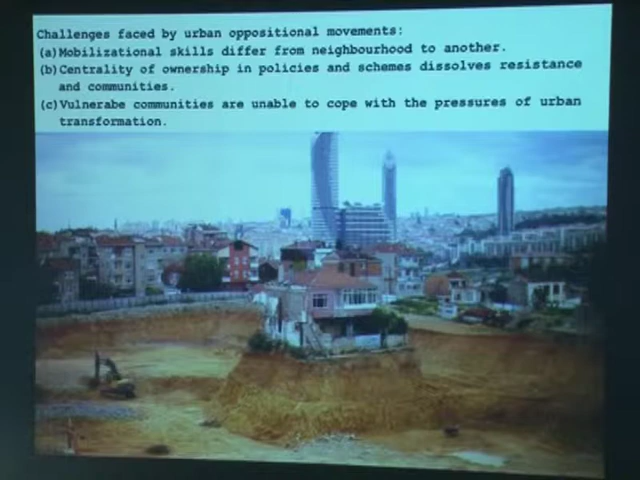 Challenges faced by urban oppositional movements:
(a)Mobilizational skills differ from neighbourhood to another.
(b)Centrality of ownership in policies and schemes dissolves resistance
and communities.
(c)Vulnerabe communities are unable to cope with the pressures of urban
transformation.